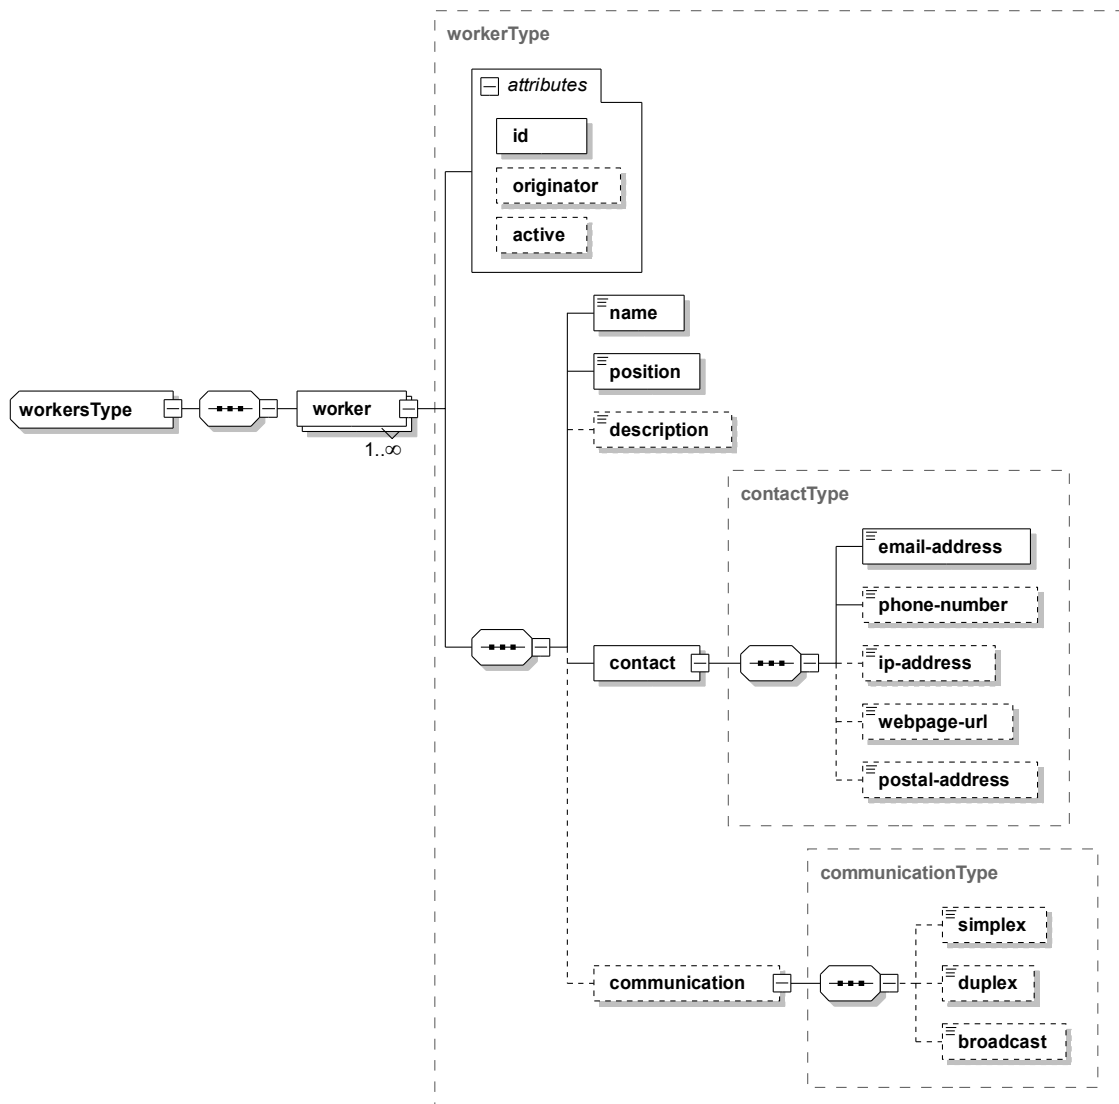 workerType
attributes
id
originator
active
name
position
workersType
worker
description
1..∞
contactType
email-address
phone-number
contact
ip-address
webpage-url
postal-address
communicationType
simplex
communication
duplex
broadcast